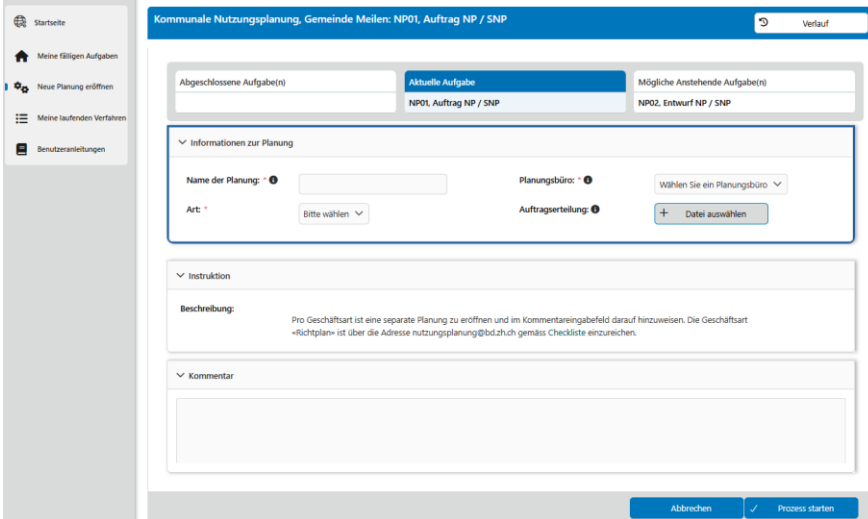 Startseite
Meine fälligen Aufgaben
Neue Planung eröffnen
Meine laufenden Verfahren
Benutzeranleitungen
Kommunale Nutzungsplanung, Gemeinde Meilen: NP01, Auftrag NP / SNP
Verlauf
Abgeschlossene Aufgabe(n)
Aktuelle Aufgabe
NP01, Auftrag NP / SNP
Mögliche Anstehende Aufgabe(n)
NP02, Entwurf NP / SNP
Informationen zur Planung
Name der Planung: *
Planungsbüro: *
Wählen Sie ein Planungsbüro
Art: *
Bitte wählen
Auftragserteilung:
+ Datei auswählen
Instruktion
Beschreibung:
Pro Geschäftsart ist eine separate Planung zu eröffnen und im Kommentareingabefeld darauf hinzuweisen. Die Geschäftsart
«Richtplan» ist über die Adresse nutzungsplanung@bd.zh.ch gemäss Checkliste einzureichen.
Kommentar
Abbrechen
Prozess starten